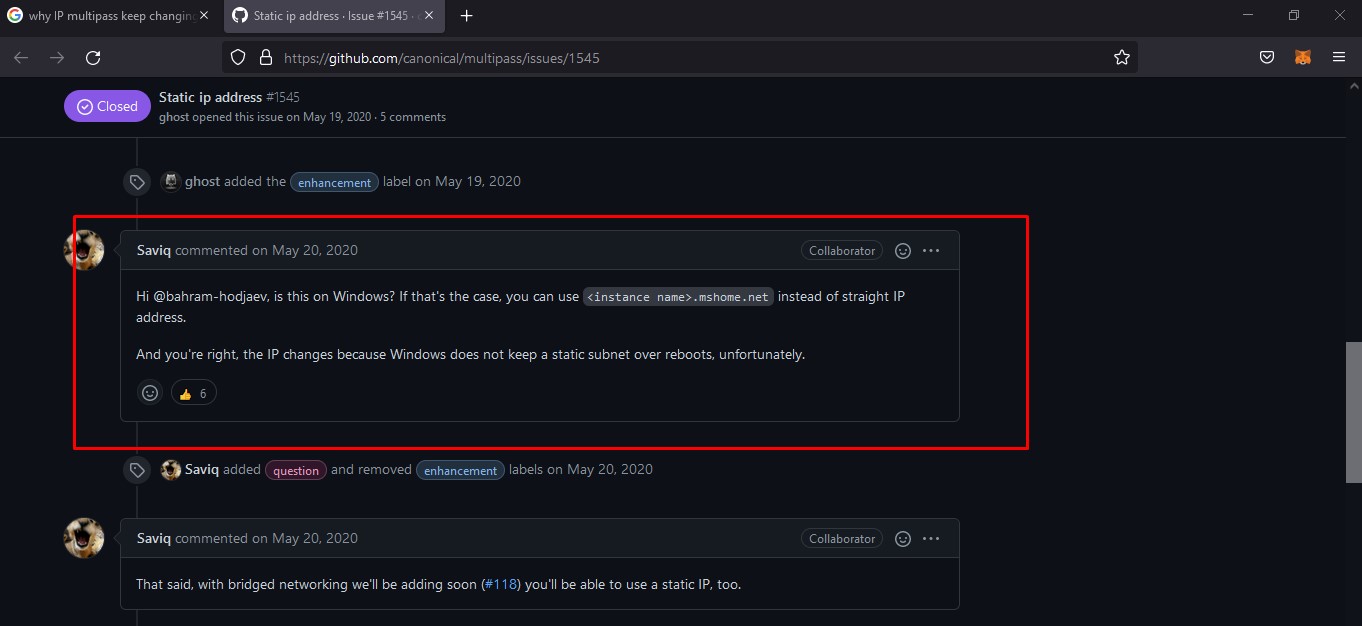 why IP multipass keep changing
Static ip address · Issue #1545 ·
https://github.com/canonical/multipass/issues/1545
Closed
Static ip address #1545
ghost opened this issue on May 19, 2020 · 5 comments
ghost added the enhancement label on May 19, 2020
Saviq commented on May 20, 2020
Collaborator
Hi @bahram-hodjaev, is this on Windows? If that's the case, you can use <instance name>.mshome.net instead of straight IP
address.
And you're right, the IP changes because Windows does not keep a static subnet over reboots, unfortunately.
👍 6
Saviq added question and removed enhancement labels on May 20, 2020
Saviq commented on May 20, 2020
Collaborator
That said, with bridged networking we'll be adding soon (#118) you'll be able to use a static IP, too.